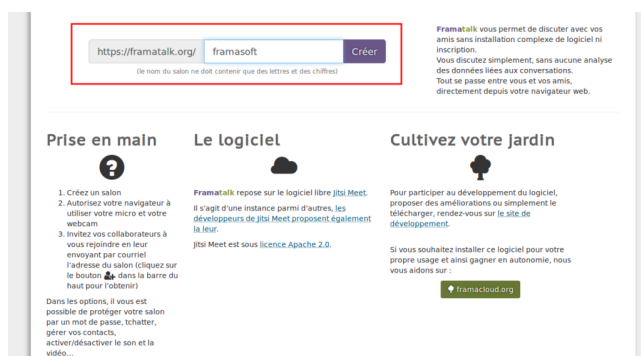 https://framatalk.org/ framasoft Créer
(le nom du salon ne doit contenir que des lettres et des chiffres)
Framatalk vous permet de discuter avec vos
amis sans installation complexe de logiciel ni
inscription.
Vous discutez simplement, sans aucune analyse
des données liées aux conversations.
Tout se passe entre vous et vos amis,
directement depuis votre navigateur web.
Prise en main
1. Créez un salon
2. Autorisez votre navigateur à
utiliser votre micro et votre
webcam
3. Invitez vos collaborateurs à
vous rejoindre en leur
envoyant par courriel
l'adresse du salon (cliquez sur
le bouton dans la barre du
haut pour l'obtenir)
Dans les options, il vous est
possible de protéger votre salon
par un mot de passe, tchatter,
gérer vos contacts,
activer/désactiver le son et la
vidéo...
Le logiciel
Framatalk repose sur le logiciel libre Jitsi Meet.
Il s'agit d'une instance parmi d'autres, les
développeurs de Jitsi Meet proposent également
la leur.
Jitsi Meet est sous licence Apache 2.0.
Cultivez votre jardin
Pour participer au développement du logiciel,
proposer des améliorations ou simplement le
télécharger, rendez-vous sur le site de
développement.
Si vous souhaitez installer ce logiciel pour votre
propre usage et ainsi gagner en autonomie, nous
vous aidons sur :
framacloud.org